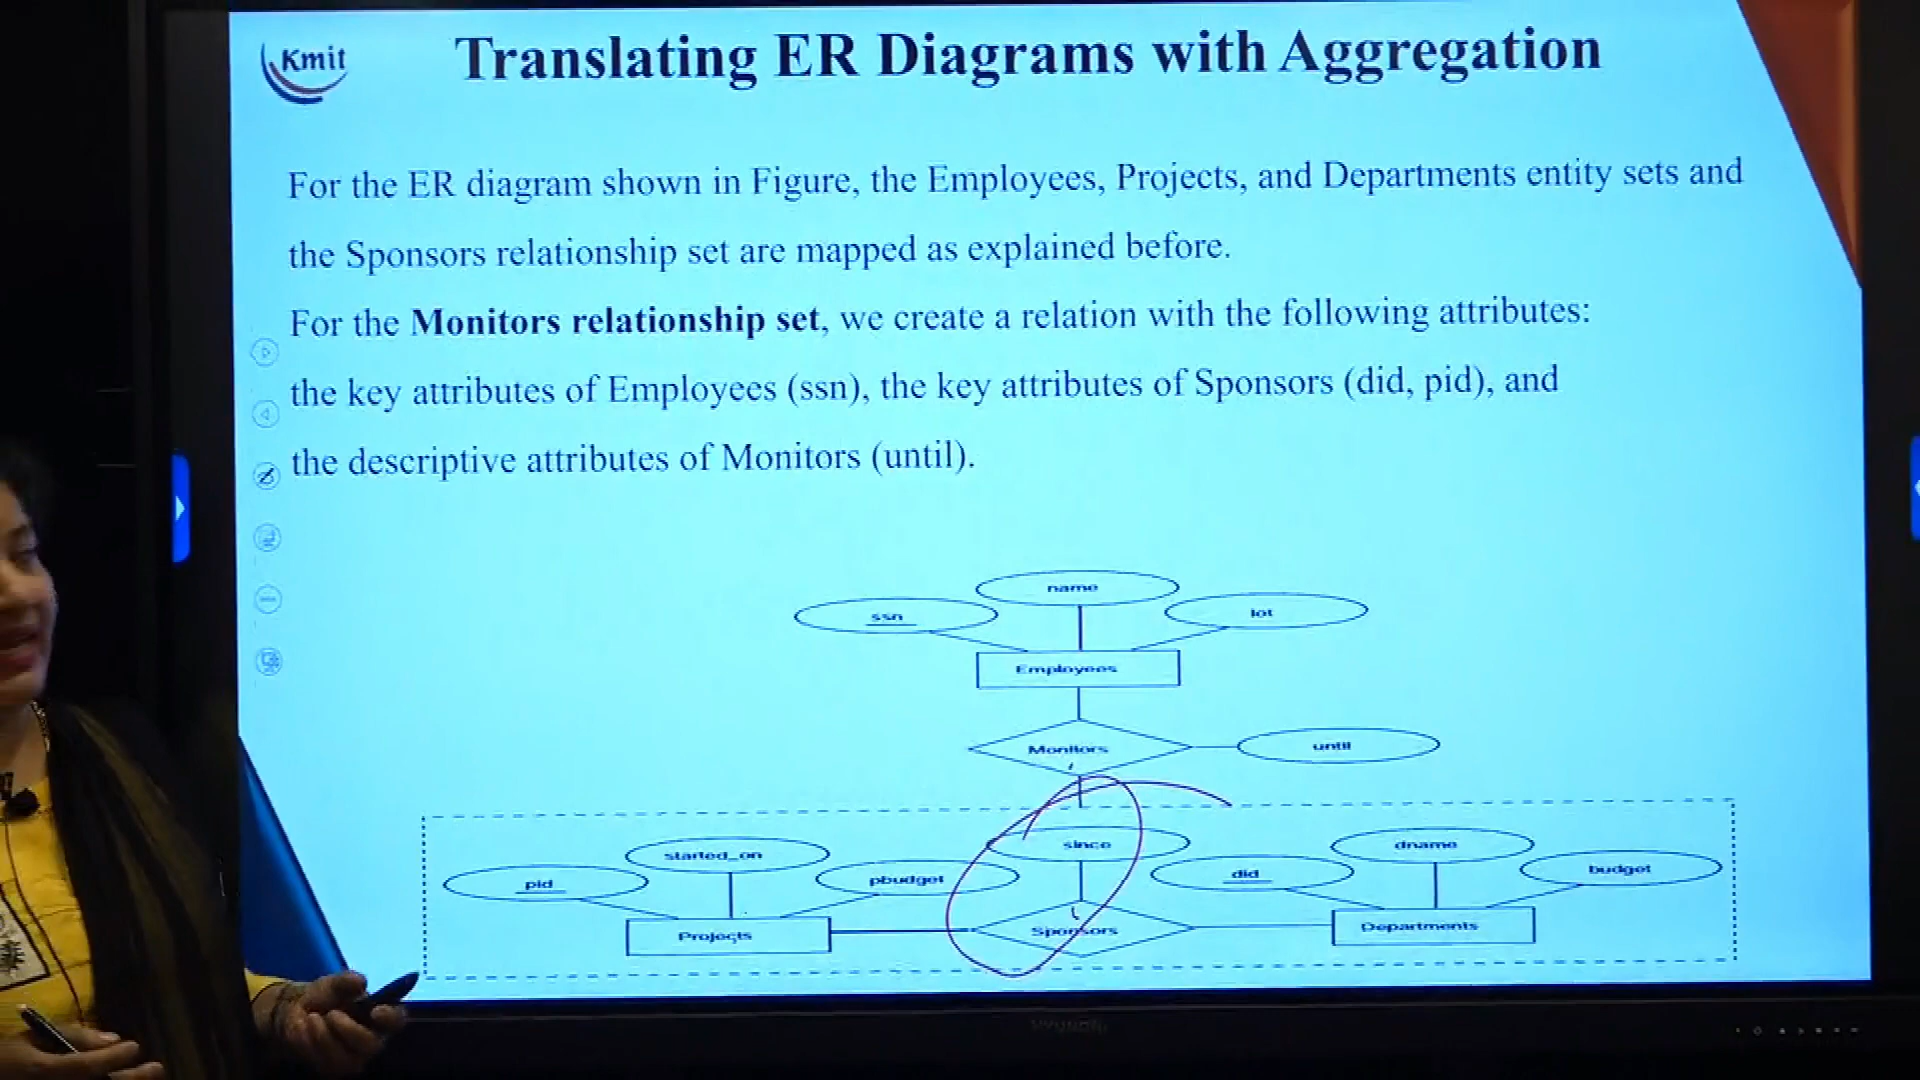 Kmit
Translating ER Diagrams with Aggregation
For the ER diagram shown in Figure, the Employees, Projects, and Departments entity sets and
the Sponsors relationship set are mapped as explained before.
For the Monitors relationship set, we create a relation with the following attributes:
the key attributes of Employees (ssn), the key attributes of Sponsors (did, pid), and
the descriptive attributes of Monitors (until).
name
ssn
lot
Employees
Monitors
until
started_on
since
dname
pid
pbudget
did
budget
Projects
Sponsors
Departments